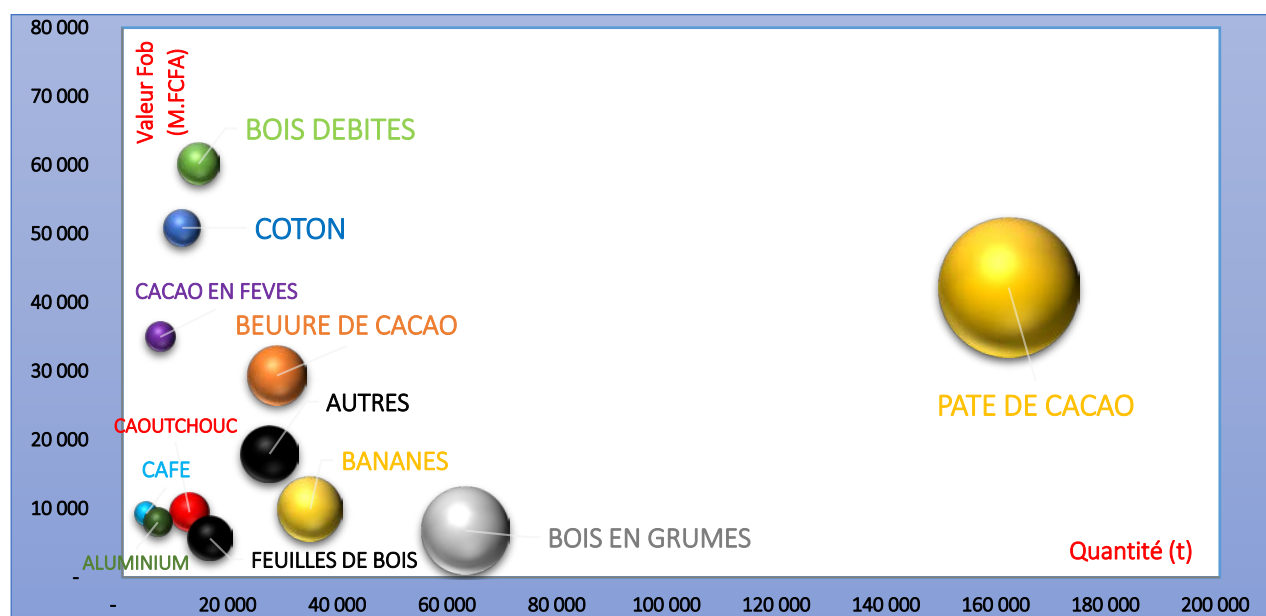 80 000
70 000
60 000
50 000
40 000
30 000
20 000
10 000
-
Valeur Fob
(M.FCFA)
BOIS DEBITES
COTON
CACAO EN FEVES
BEUURE DE CACAO
AUTRES
PATE DE CACAO
CAOUTCHOUC
BANANES
CAFE
BOIS EN GRUMES
Quantité (t)
FEUILLES DE BOIS
ALUMINIUM
- 20 000 40 000 60 000 80 000 100 000 120 000 140 000 160 000 180 000 200 000